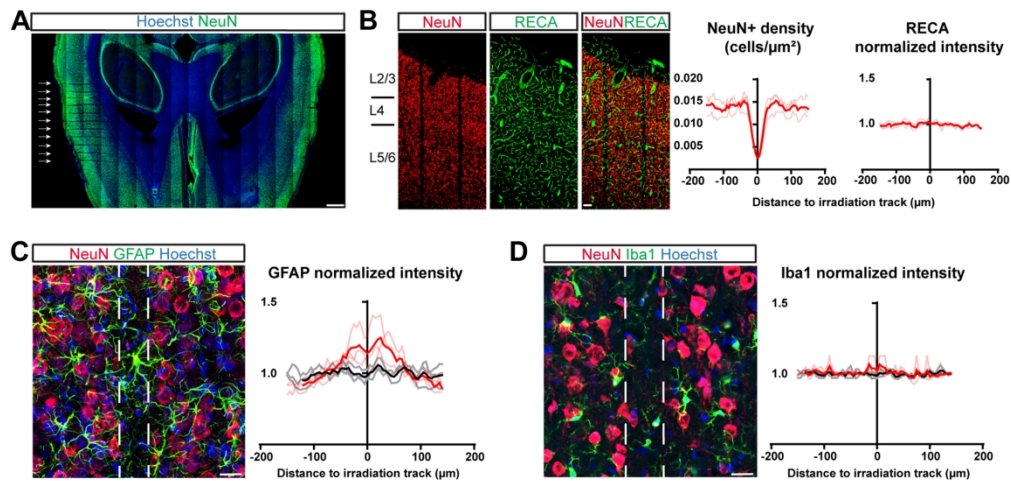 A
Hoechst NeuN
B
NeuN
RECA
NeuNRECA
L2/3
L4
L5/6
NeuN+ density
(cells/µm²)
0.020
0.015
0.010
0.005
-200 -100 0 100 200
RECA
normalized intensity
1.5
1.0
-200 -100 0 100 200
Distance to irradiation track (µm)
C
NeuN GFAP Hoechst
GFAP normalized intensity
1.5
1.0
-200 -100 0 100 200
Distance to irradiation track (µm)
D
NeuN Iba1 Hoechst
Iba1 normalized intensity
1.5
1.0
-200 -100 0 100 200
Distance to irradiation track (µm)